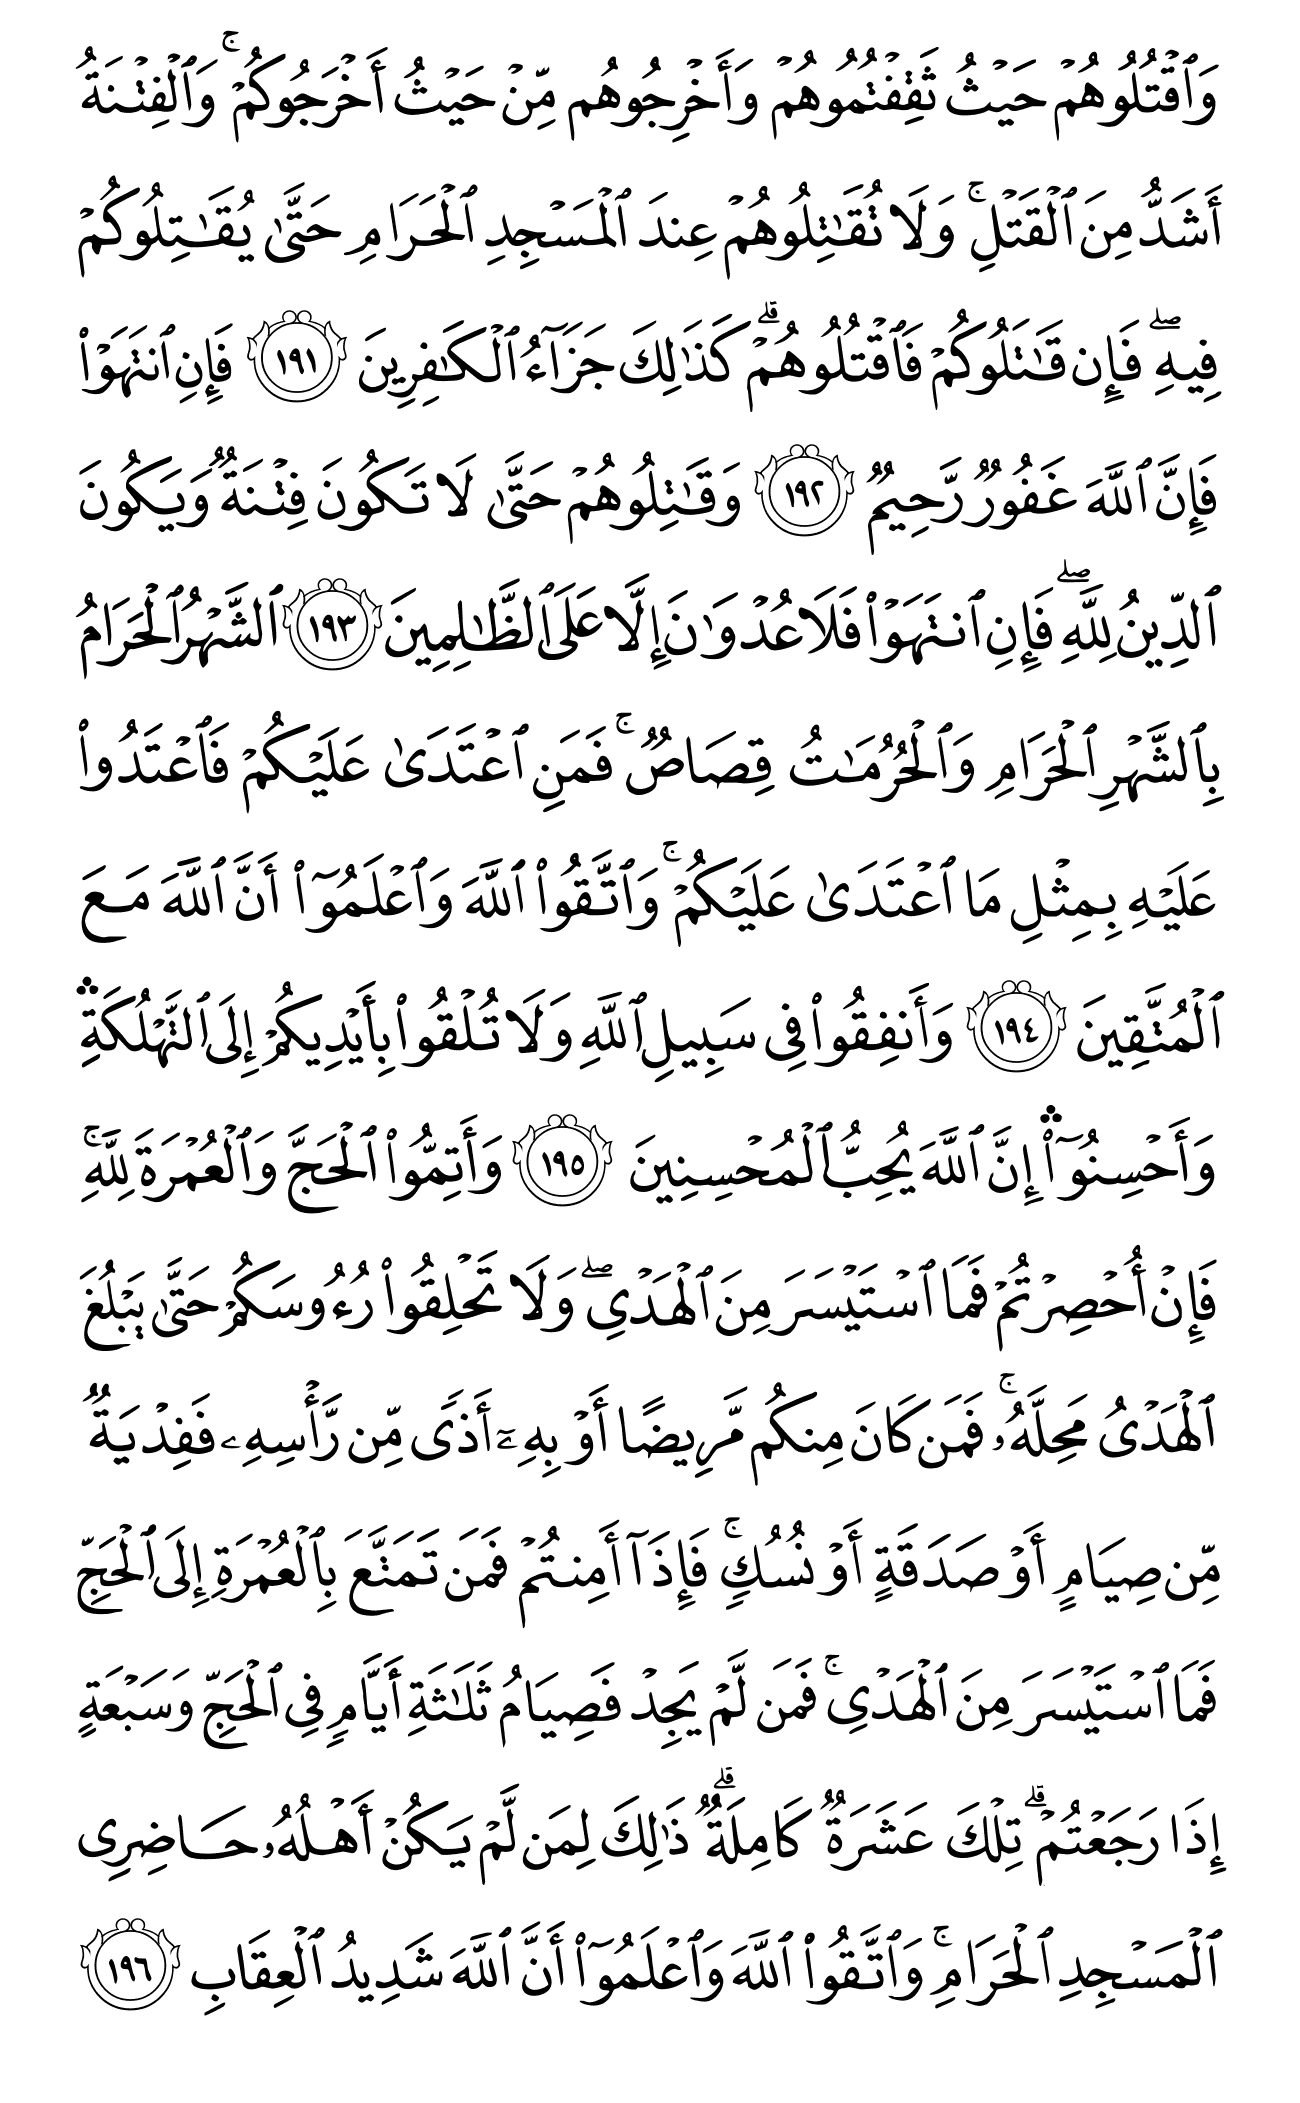 وَٱقۡتُلُوهُمۡ حَيۡثُ ثَقِفۡتُمُوهُمۡ وَأَخۡرِجُوهُم مِّنۡ حَيۡثُ أَخۡرَجُوكُمۡۚ وَٱلۡفِتۡنَةُ
أَشَدُّ مِنَ ٱلۡقَتۡلِۚ وَلَا تُقَٰتِلُوهُمۡ عِندَ ٱلۡمَسۡجِدِ ٱلۡحَرَامِ حَتَّىٰ يُقَٰتِلُوكُمۡ
فِيهِۖ فَإِن قَٰتَلُوكُمۡ فَٱقۡتُلُوهُمۡۗ كَذَٰلِكَ جَزَآءُ ٱلۡكَٰفِرِينَ ١٩١ فَإِنِ ٱنتَهَوۡاْ
فَإِنَّ ٱللَّهَ غَفُورٞ رَّحِيمٞ ١٩٢ وَقَٰتِلُوهُمۡ حَتَّىٰ لَا تَكُونَ فِتۡنَةٞ وَيَكُونَ
ٱلدِّينُ لِلَّهِۖ فَإِنِ ٱنتَهَوۡاْ فَلَا عُدۡوَٰنَ إِلَّا عَلَى ٱلظَّٰلِمِينَ ١٩٣ ٱلشَّهۡرُ ٱلۡحَرَامُ
بِٱلشَّهۡرِ ٱلۡحَرَامِ وَٱلۡحُرُمَٰتُ قِصَاصٞۚ فَمَنِ ٱعۡتَدَىٰ عَلَيۡكُمۡ فَٱعۡتَدُواْ
عَلَيۡهِ بِمِثۡلِ مَا ٱعۡتَدَىٰ عَلَيۡكُمۡۚ وَٱتَّقُواْ ٱللَّهَ وَٱعۡلَمُوٓاْ أَنَّ ٱللَّهَ مَعَ
ٱلۡمُتَّقِينَ ١٩٤ وَأَنفِقُواْ فِي سَبِيلِ ٱللَّهِ وَلَا تُلۡقُواْ بِأَيۡدِيكُمۡ إِلَى ٱلتَّهۡلُكَةِۛ
وَأَحۡسِنُوٓاْۛ إِنَّ ٱللَّهَ يُحِبُّ ٱلۡمُحۡسِنِينَ ١٩٥ وَأَتِمُّواْ ٱلۡحَجَّ وَٱلۡعُمۡرَةَ لِلَّهِۚ
فَإِنۡ أُحۡصِرۡتُمۡ فَمَا ٱسۡتَيۡسَرَ مِنَ ٱلۡهَدۡيِۖ وَلَا تَحۡلِقُواْ رُءُوسَكُمۡ حَتَّىٰ يَبۡلُغَ
ٱلۡهَدۡيُ مَحِلَّهُۥۚ فَمَن كَانَ مِنكُم مَّرِيضًا أَوۡ بِهِۦٓ أَذٗى مِّن رَّأۡسِهِۦ فَفِدۡيَةٞ
مِّن صِيَامٍ أَوۡ صَدَقَةٍ أَوۡ نُسُكٖۚ فَإِذَآ أَمِنتُمۡ فَمَن تَمَتَّعَ بِٱلۡعُمۡرَةِ إِلَى ٱلۡحَجِّ
فَمَا ٱسۡتَيۡسَرَ مِنَ ٱلۡهَدۡيِۚ فَمَن لَّمۡ يَجِدۡ فَصِيَامُ ثَلَٰثَةِ أَيَّامٖ فِي ٱلۡحَجِّ وَسَبۡعَةٍ
إِذَا رَجَعۡتُمۡۗ تِلۡكَ عَشَرَةٞ كَامِلَةٞۗ ذَٰلِكَ لِمَن لَّمۡ يَكُنۡ أَهۡلُهُۥ حَاضِرِي
ٱلۡمَسۡجِدِ ٱلۡحَرَامِۚ وَٱتَّقُواْ ٱللَّهَ وَٱعۡلَمُوٓاْ أَنَّ ٱللَّهَ شَدِيدُ ٱلۡعِقَابِ ١٩٦